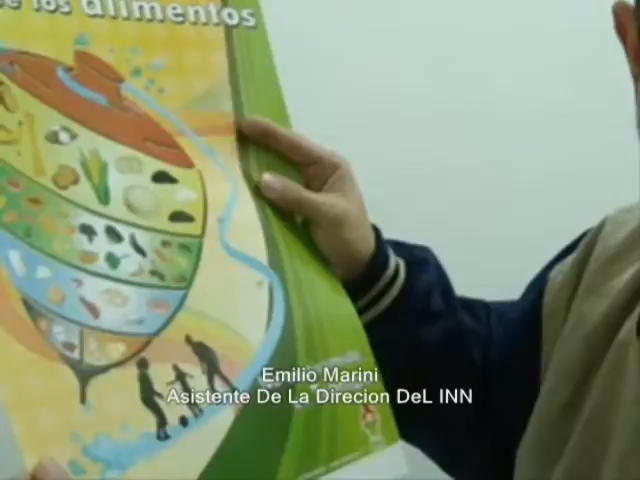 los alimentos
Emilio Marini
Asistente De La Direcion DeL INN